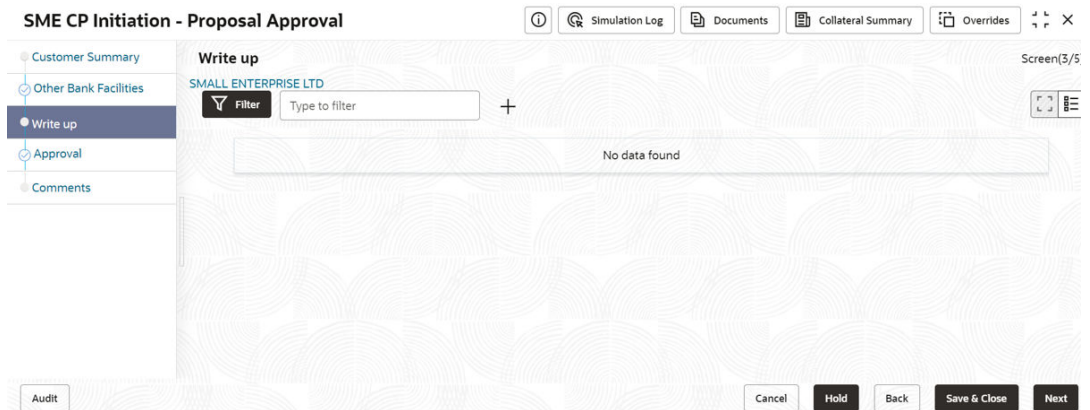 SME CP Initiation - Proposal Approval
Simulation Log
Documents
Collateral Summary
Overrides
Customer Summary
Other Bank Facilities
Write up
Approval
Comments
Write up
Screen(3/5)
SMALL ENTERPRISE LTD
Filter
Type to filter
No data found
Audit
Cancel
Hold
Back
Save & Close
Next